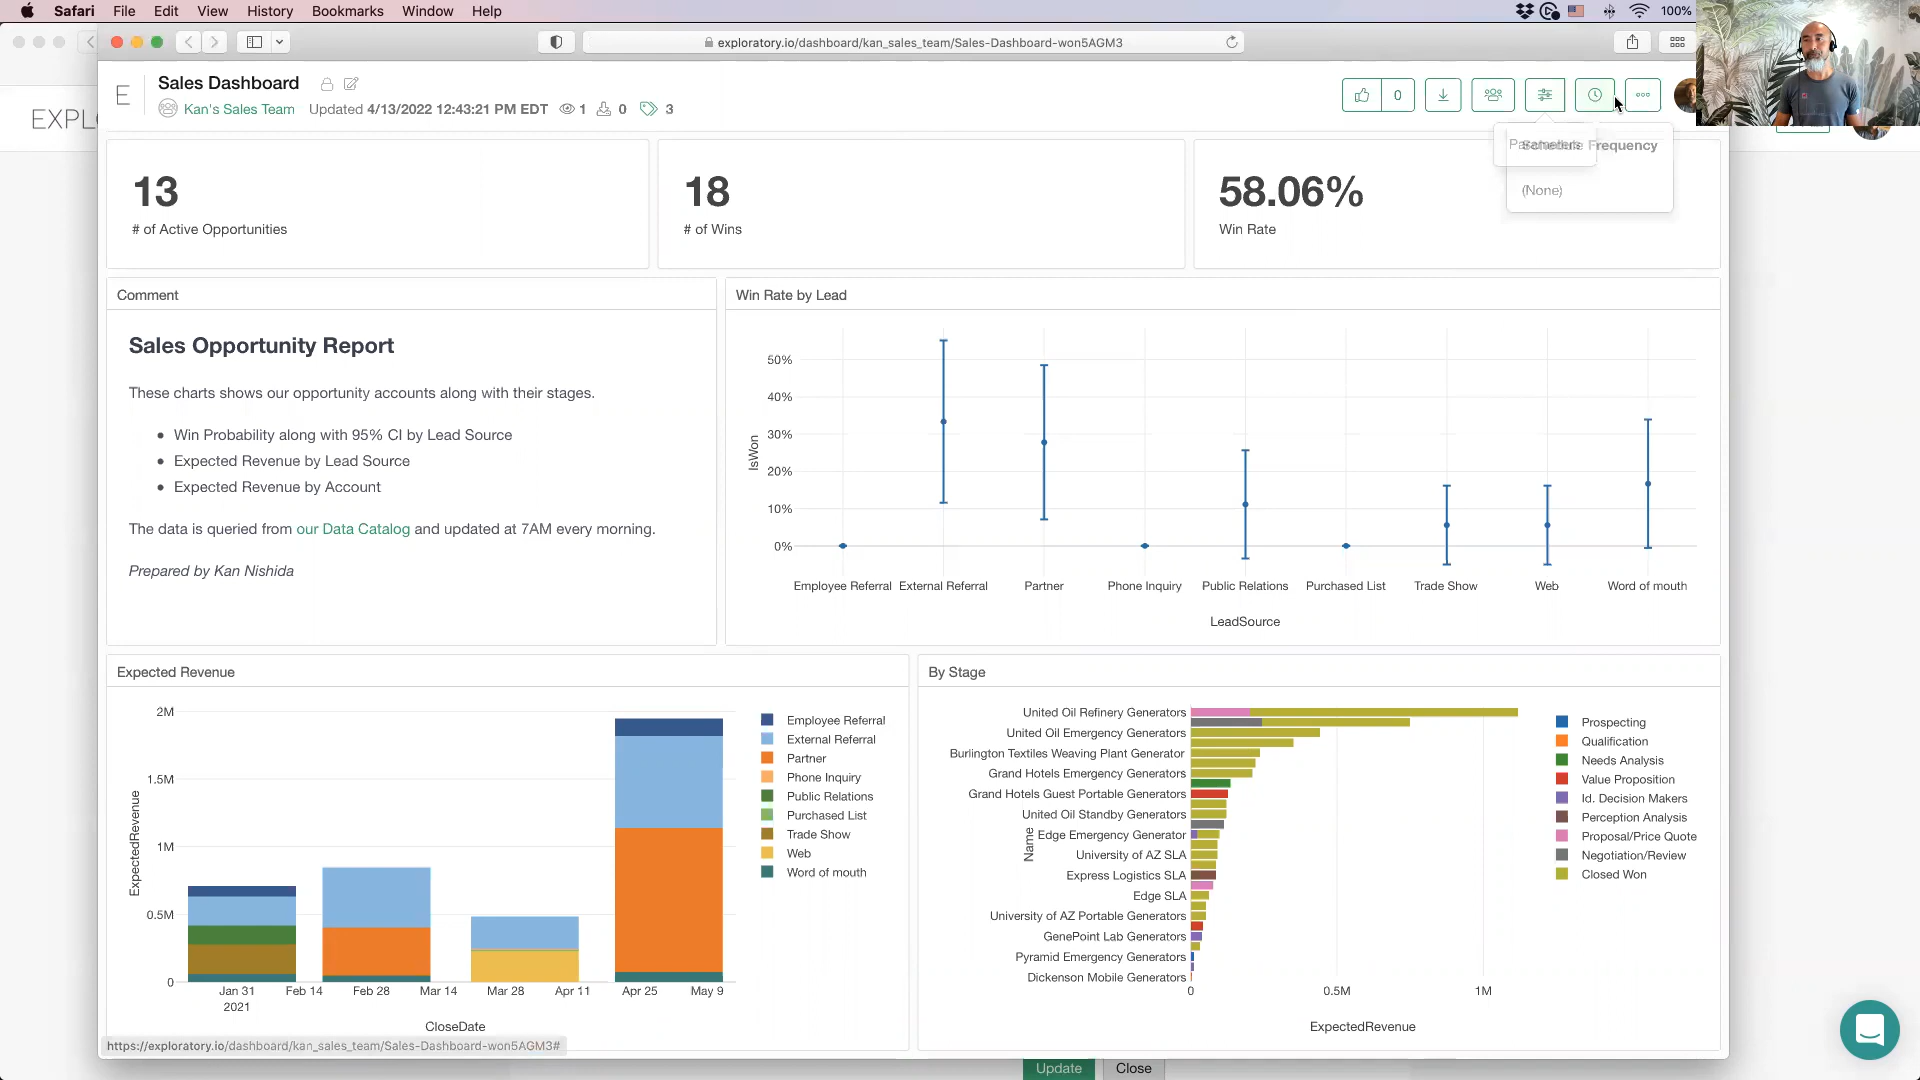 Safari File Edit View History Bookmarks Window Help 100%
exploratory.io/dashboard/kan_sales_team/Sales-Dashboard-won5AGM3
EXPL
E
Sales Dashboard
Kan's Sales Team Updated 4/13/2022 12:43:21 PM EDT 1 0 3
0
Frequency
(None)
13
# of Active Opportunities
18
# of Wins
58.06%
Win Rate
Comment
Sales Opportunity Report
These charts shows our opportunity accounts along with their stages.
Win Probability along with 95% CI by Lead Source
Expected Revenue by Lead Source
Expected Revenue by Account
The data is queried from our Data Catalog and updated at 7AM every morning.
Prepared by Kan Nishida
Win Rate by Lead
50%
40%
30%
20%
10%
0%
IsWon
Employee Referral External Referral Partner Phone Inquiry Public Relations Purchased List Trade Show Web Word of mouth
LeadSource
Expected Revenue
2M
1.5M
1M
0.5M
0
ExpectedRevenue
Jan 31 Feb 14 Feb 28 Mar 14 Mar 28 Apr 11 Apr 25 May 9
2021
CloseDate
Employee Referral
External Referral
Partner
Phone Inquiry
Public Relations
Purchased List
Trade Show
Web
Word of mouth
By Stage
United Oil Refinery Generators
United Oil Emergency Generators
Burlington Textiles Weaving Plant Generator
Grand Hotels Emergency Generators
Grand Hotels Guest Portable Generators
United Oil Standby Generators
Edge Emergency Generator
University of AZ SLA
Express Logistics SLA
Edge SLA
University of AZ Portable Generators
GenePoint Lab Generators
Pyramid Emergency Generators
Dickenson Mobile Generators
Name
0 0.5M 1M
ExpectedRevenue
Prospecting
Qualification
Needs Analysis
Value Proposition
Id. Decision Makers
Perception Analysis
Proposal/Price Quote
Negotiation/Review
Closed Won
https://exploratory.io/dashboard/kan_sales_team/Sales-Dashboard-won5AGM3#
Update Close